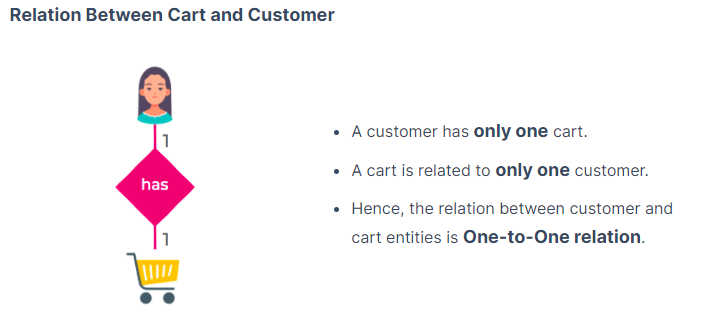 Relation Between Cart and Customer
1
has
1
• A customer has only one cart.
• A cart is related to only one customer.
• Hence, the relation between customer and
cart entities is One-to-One relation.